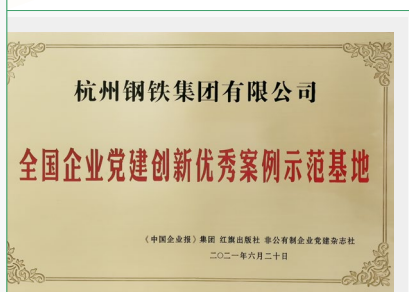 杭州钢铁集团有限公司
全国企业党建创新优秀案例示范基地
《中国企业报》集团 红旗出版社 非公有制企业党建杂志社
二〇二一年六月二十日